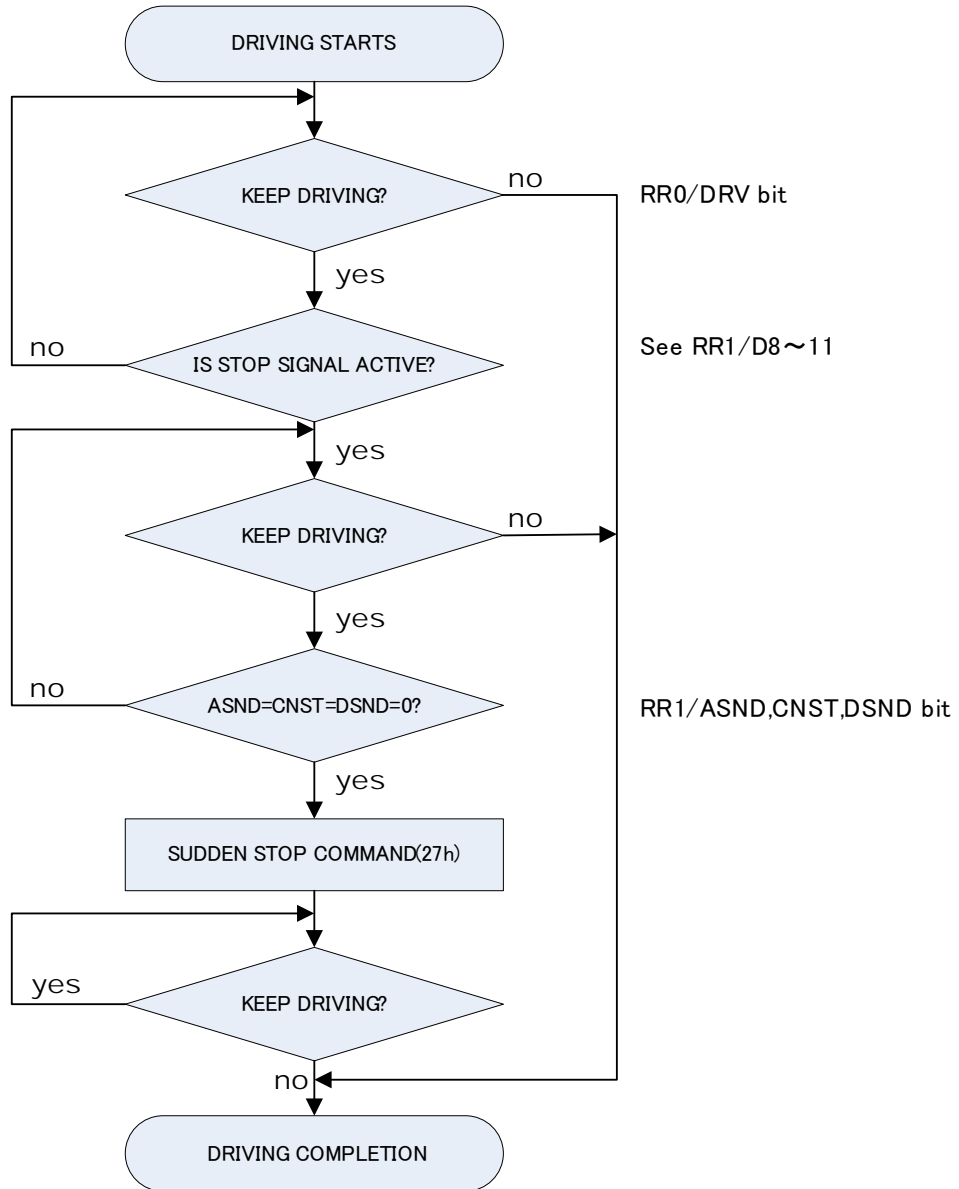 DRIVING STARTS
KEEP DRIVING?
no
RR0/DRV bit
yes
no
IS STOP SIGNAL ACTIVE?
See RR1/D8～11
yes
KEEP DRIVING?
no
yes
no
ASND=CNST=DSND=0?
RR1/ASND,CNST,DSND bit
yes
SUDDEN STOP COMMAND(27h)
yes
KEEP DRIVING?
no
DRIVING COMPLETION